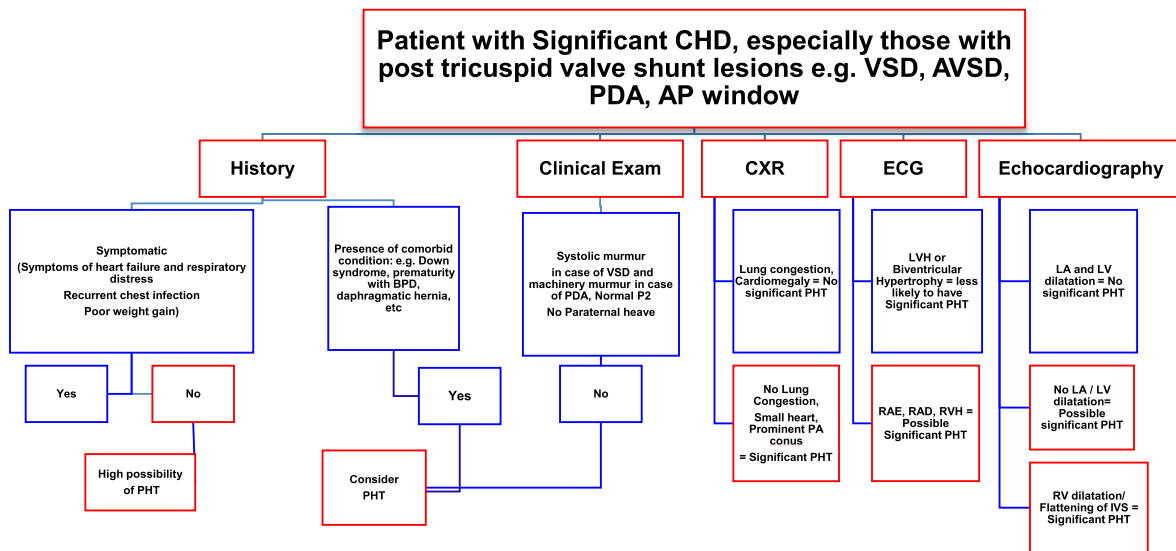 Patient with Significant CHD, especially those with
post tricuspid valve shunt lesions e.g. VSD, AVSD,
PDA, AP window
History
Clinical Exam
CXR
ECG
Echocardiography
Symptomatic
(Symptoms of heart failure and respiratory
distress
Recurrent chest infection
Poor weight gain)
Presence of comorbid
condition: e.g. Down
syndrome, prematurity
with BPD,
daphragmatic hernia,
etc
Systolic murmur
in case of VSD and
machinery murmur in case
of PDA, Normal P2
No Paraternal heave
Lung congestion,
Cardiomegaly = No
significant PHT
LVH or
Biventricular
Hypertrophy = less
likely to have
Significant PHT
LA and LV
dilatation = No
significant PHT
Yes
No
Yes
No
No Lung
Congestion,
Small heart,
Prominent PA
conus
= Significant PHT
RAE, RAD, RVH =
Possible
Significant PHT
No LA / LV
dilatation=
Possible
significant PHT
High possibility
of PHT
Consider
PHT
RV dilatation/
Flattening of IVS =
Significant PHT